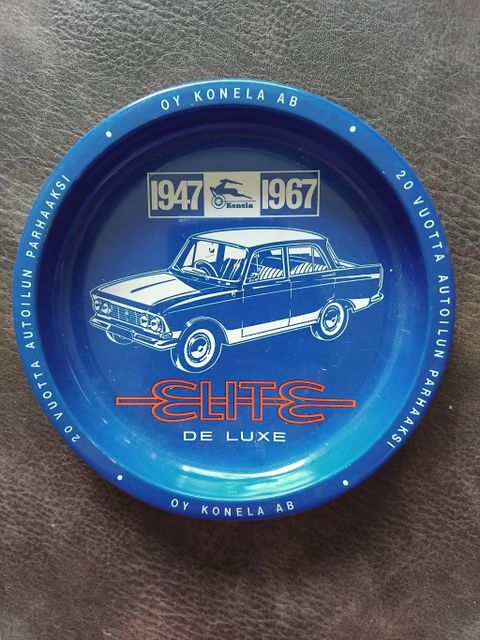 OY KONELA AB
20 VUOTTA AUTOILUN PARHAAKSI
1947 Konela 1967
ELITE
DE LUXE
20 VUOTTA AUTOILUN PARHAAKSI
OY KONELA AB